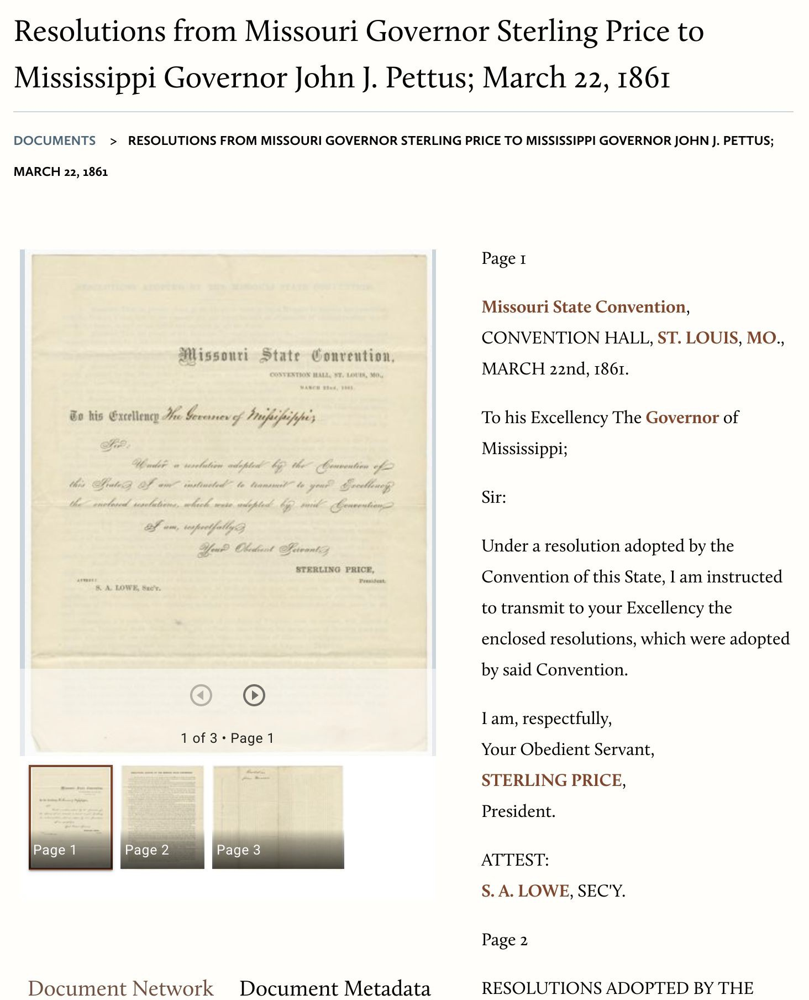 Resolutions from Missouri Governor Sterling Price to
Mississippi Governor John J. Pettus; March 22, 1861
DOCUMENTS > RESOLUTIONS FROM MISSOURI GOVERNOR STERLING PRICE TO MISSISSIPPI GOVERNOR JOHN J. PETTUS;
MARCH 22, 1861
Missouri State Convention,
CONVENTION HALL, ST. LOUIS, MO.,
MARCH 22nd, 1861.
To his Excellency The Governor of Mississippi;
Sir:
Under a resolution adopted by the Convention of
this State, I am instructed to transmit to your Excellency
the enclosed resolutions, which were adopted by said Convention
I am, respectfully,
Your Obedient Servant,
STERLING PRICE,
President.
ATTEST:
S. A. LOWE, SEC'Y.
1 of 3 • Page 1
Page 1
Page 2
Page 3
Document Network
Document Metadata
Page 1
Missouri State Convention,
CONVENTION HALL, ST. LOUIS, MO.,
MARCH 22nd, 1861.
To his Excellency The Governor of
Mississippi;
Sir:
Under a resolution adopted by the
Convention of this State, I am instructed
to transmit to your Excellency the
enclosed resolutions, which were adopted
by said Convention.
I am, respectfully,
Your Obedient Servant,
STERLING PRICE,
President.
ATTEST:
S. A. LOWE, SEC'Y.
Page 2
RESOLUTIONS ADOPTED BY THE